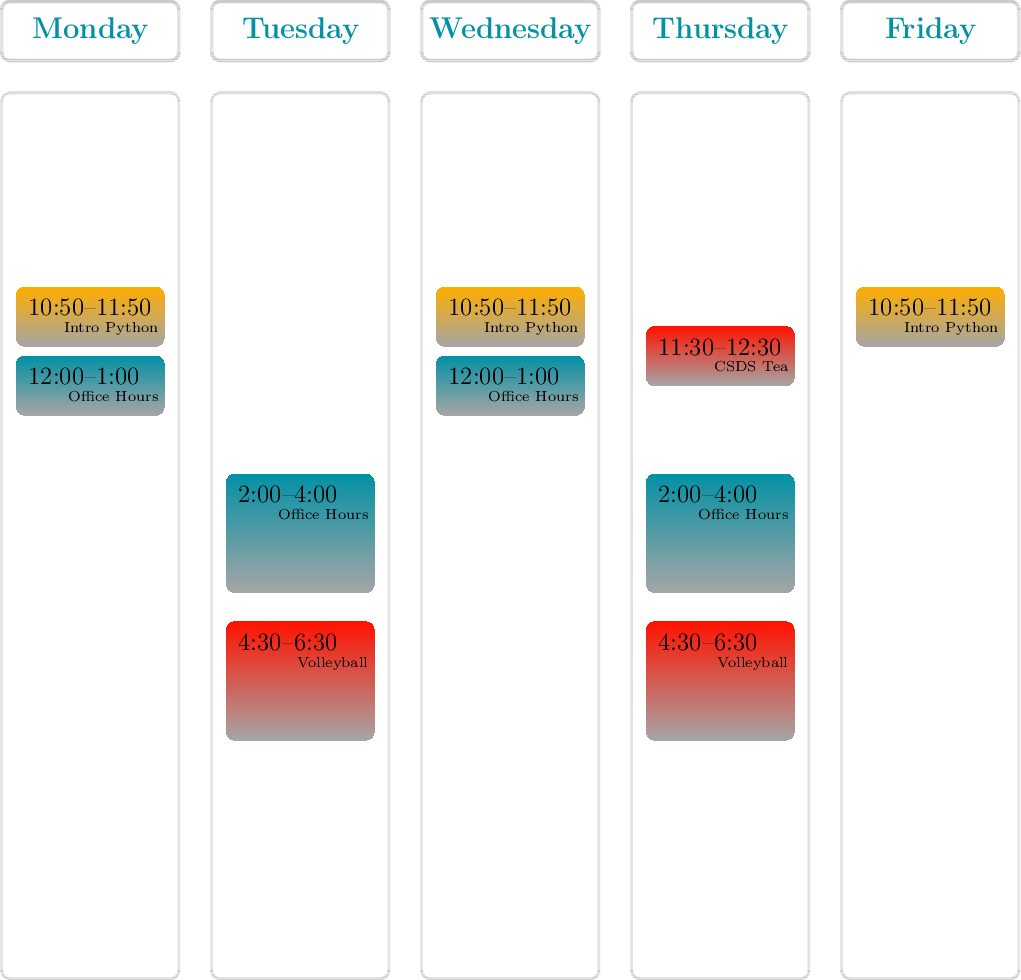 Monday
Tuesday
Wednesday
Thursday
Friday
10:50–11:50
Intro Python
12:00–1:00
Office Hours
2:00–4:00
Office Hours
4:30–6:30
Volleyball
10:50–11:50
Intro Python
12:00–1:00
Office Hours
11:30–12:30
CSDS Tea
2:00–4:00
Office Hours
4:30–6:30
Volleyball
10:50–11:50
Intro Python